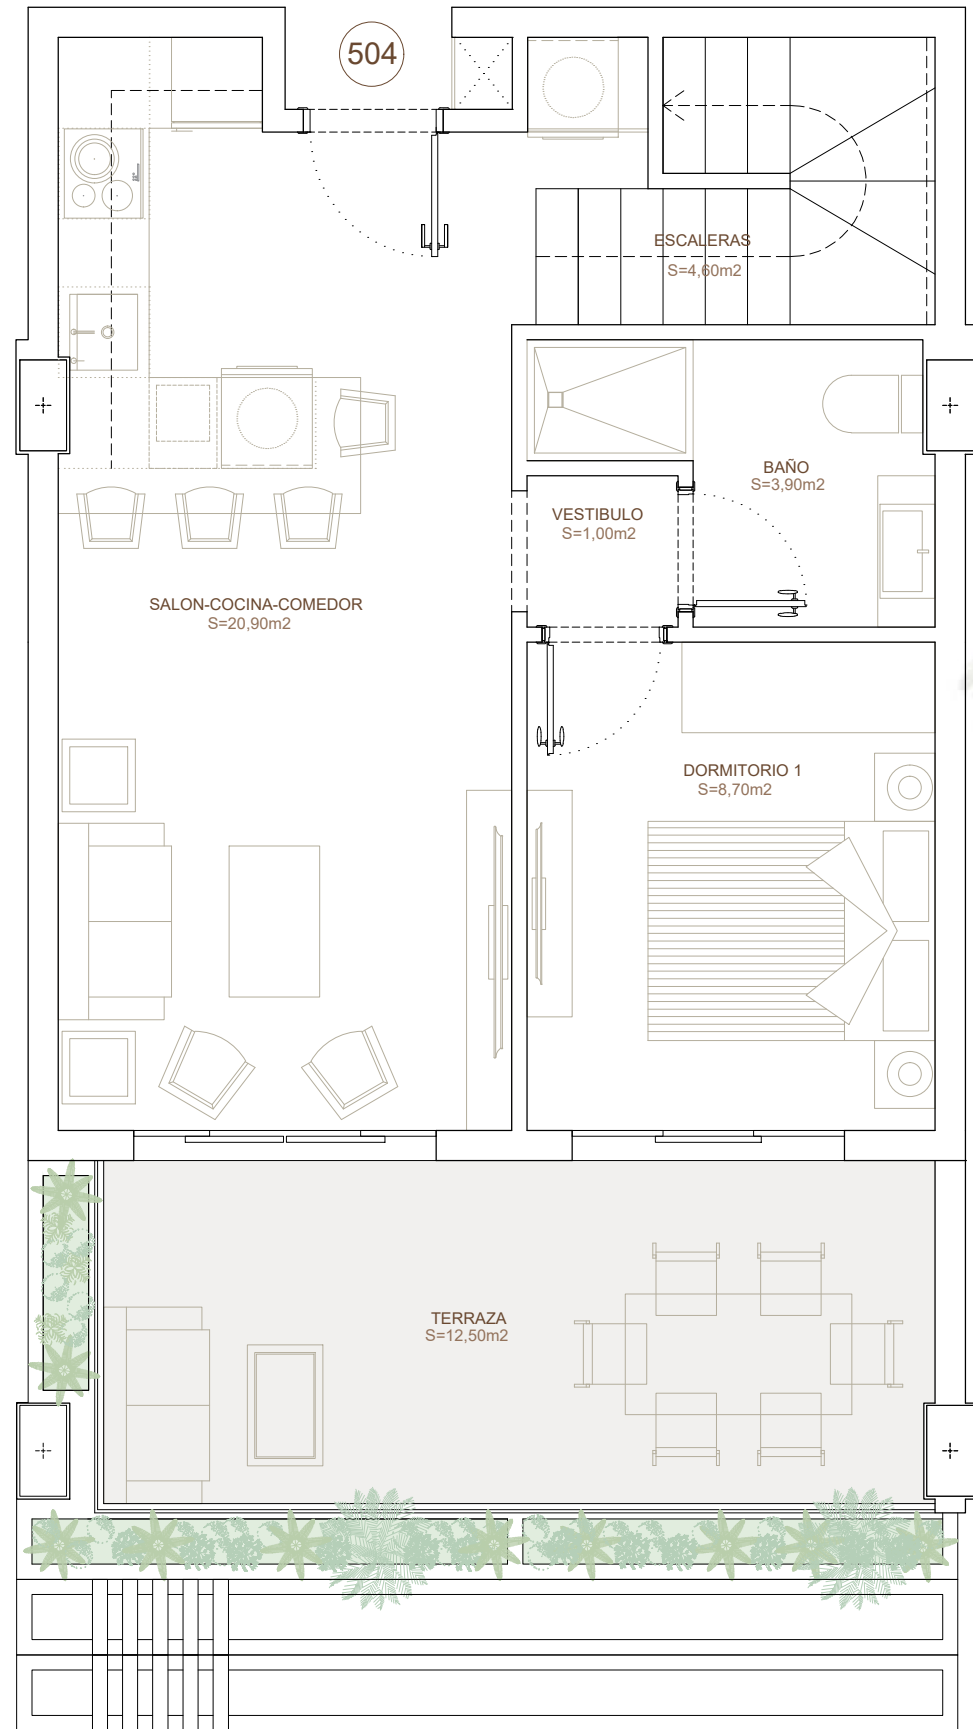 504
ESCALERAS
S=4,60m2
BAÑO
S=3,90m2
VESTIBULO
S=1,00m2
SALON-COCINA-COMEDOR
S=20,90m2
DORMITORIO 1
S=8,70m2
TERRAZA
S=12,50m2